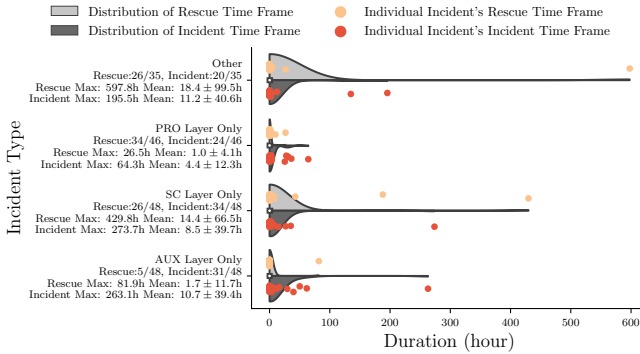 Distribution of Rescue Time Frame
Individual Incident's Rescue Time Frame
Distribution of Incident Time Frame
Individual Incident's Incident Time Frame
Incident Type
Other
Rescue:26/35, Incident:20/35
Rescue Max: 597.8h Mean: 18.4 ± 99.5h
Incident Max: 195.5h Mean: 11.2 ± 40.6h
PRO Layer Only
Rescue:34/46, Incident:24/46
Rescue Max: 26.5h Mean: 1.0 ± 4.1h
Incident Max: 64.3h Mean: 4.4 ± 12.3h
SC Layer Only
Rescue:26/48, Incident:34/48
Rescue Max: 429.8h Mean: 14.4 ± 66.5h
Incident Max: 273.7h Mean: 8.5 ± 39.7h
AUX Layer Only
Rescue:5/48, Incident:31/48
Rescue Max: 81.9h Mean: 1.7 ± 11.7h
Incident Max: 263.1h Mean: 10.7 ± 39.4h
0 100 200 300 400 500 600
Duration (hour)